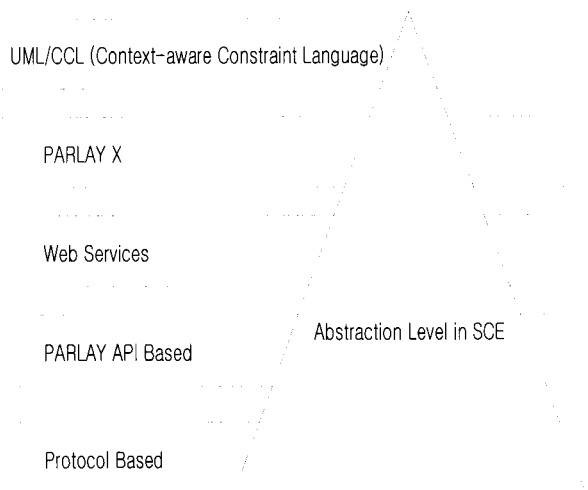 UML/CCL (Context-aware Constraint Language)
PARLAY X
Web Services
Abstraction Level in SCE
PARLAY API Based
Protocol Based